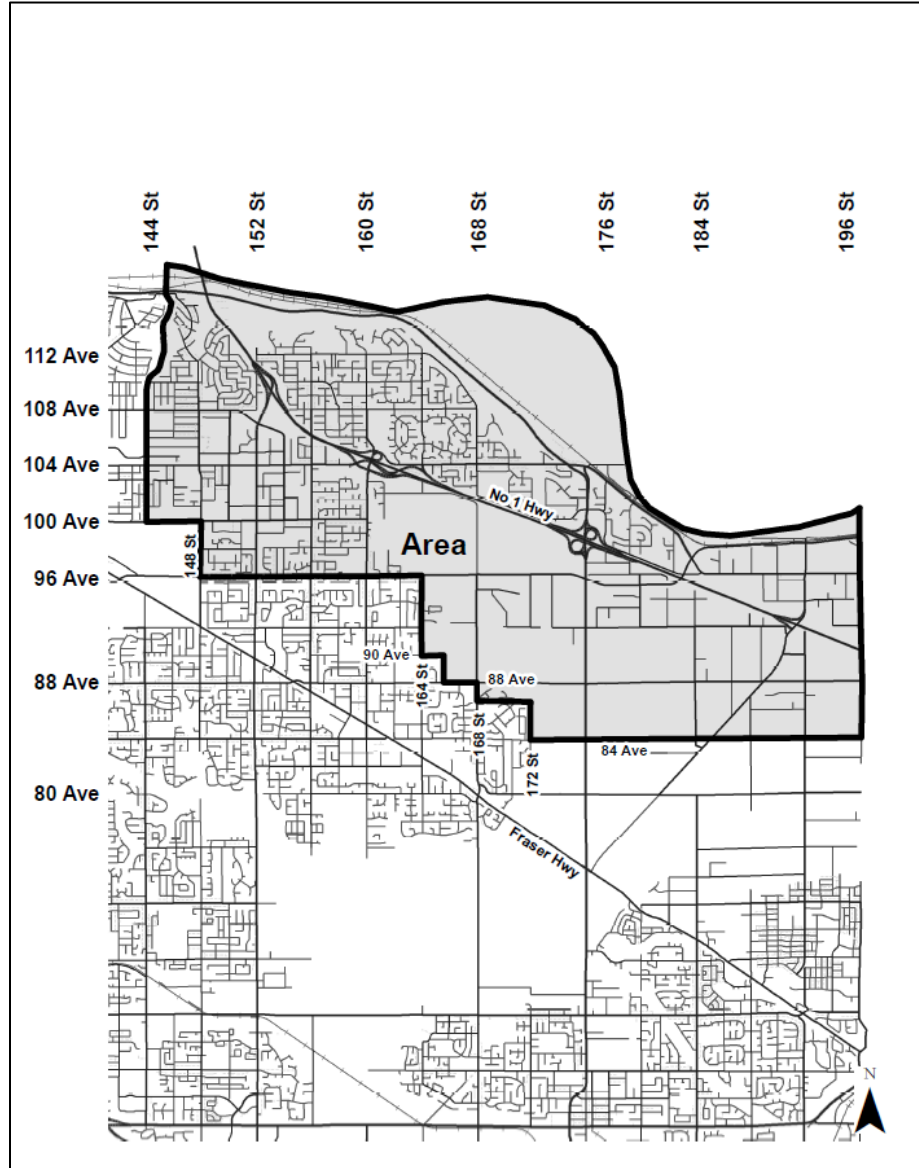 144 St
152 St
160 St
168 St
176 St
184 St
196 St
112 Ave
108 Ave
104 Ave
No 1 Hwy
100 Ave
148 St
Area
96 Ave
90 Ave
164 St
88 Ave
88 Ave
168 St
172 St
84 Ave
80 Ave
Fraser Hwy
N